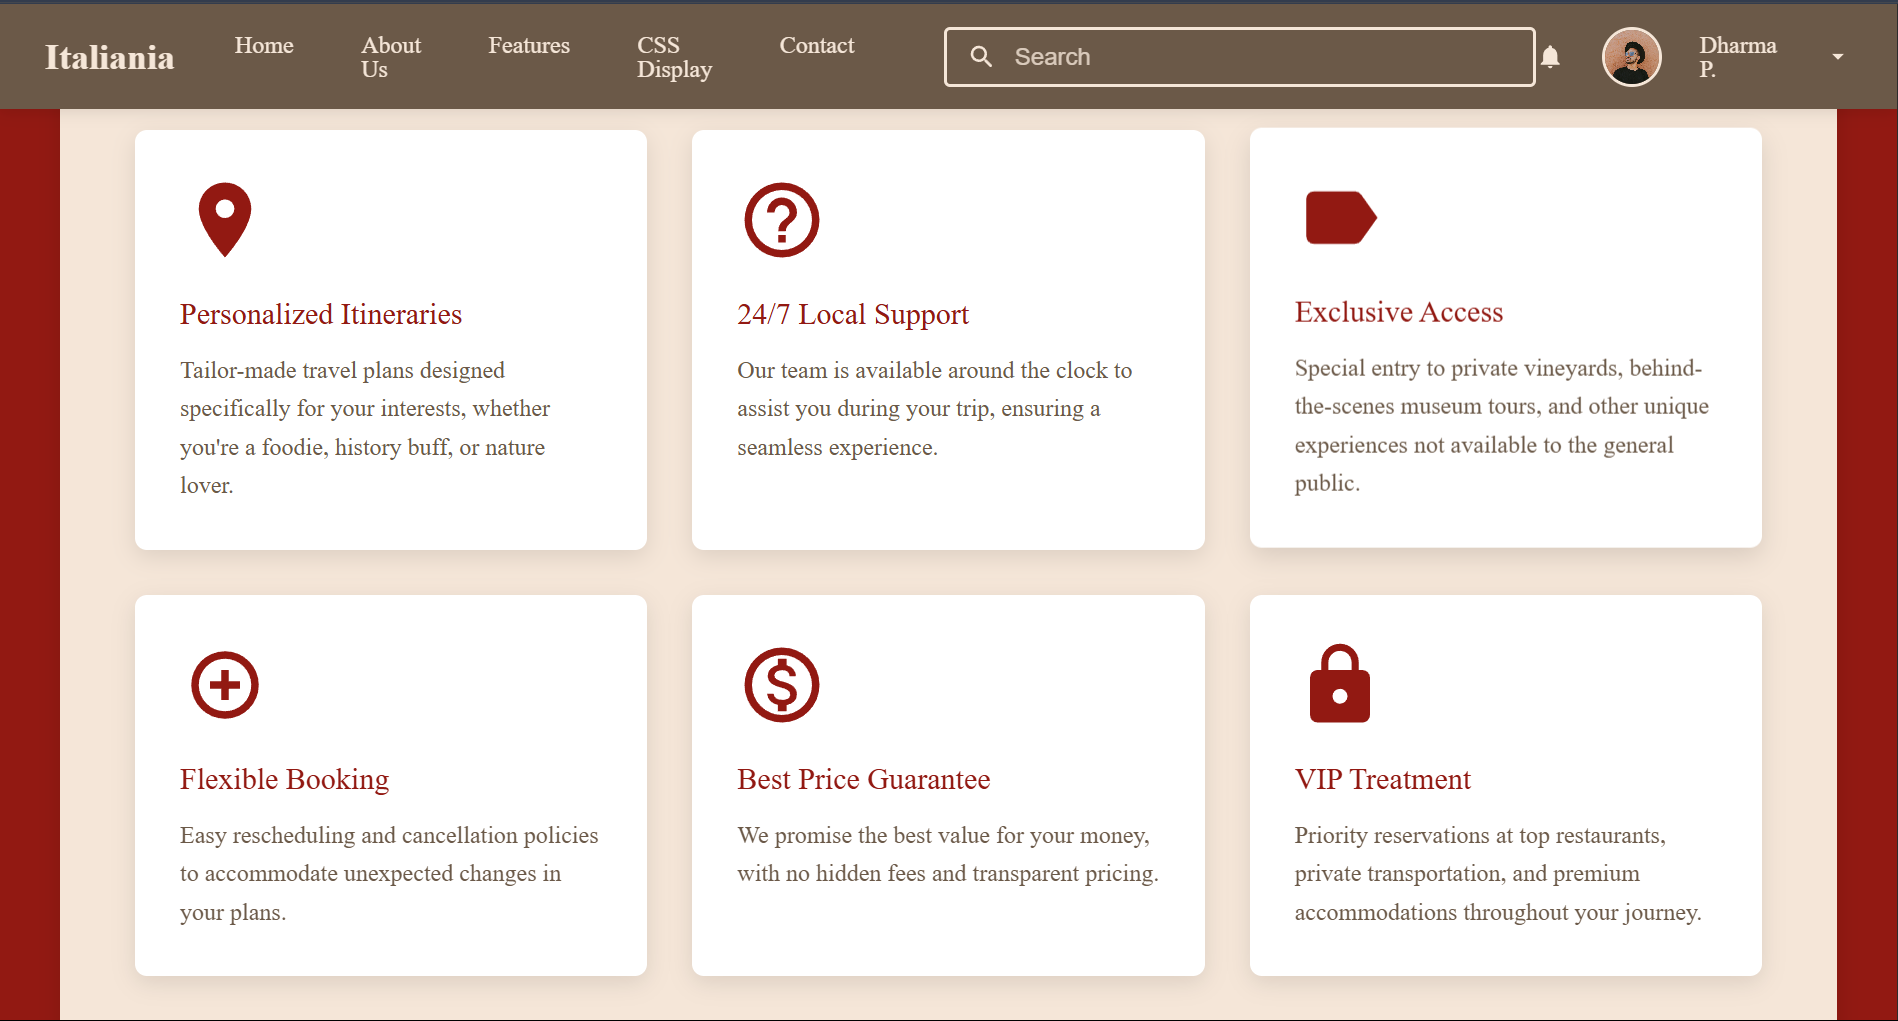 Italiania
Home
About
Us
Features
CSS
Display
Contact
Search
Dharma
P.
Personalized Itineraries
Tailor-made travel plans designed
specifically for your interests, whether
you're a foodie, history buff, or nature
lover.
24/7 Local Support
Our team is available around the clock to
assist you during your trip, ensuring a
seamless experience.
Exclusive Access
Special entry to private vineyards, behind-
the-scenes museum tours, and other unique
experiences not available to the general
public.
Flexible Booking
Easy rescheduling and cancellation policies
to accommodate unexpected changes in
your plans.
Best Price Guarantee
We promise the best value for your money,
with no hidden fees and transparent pricing.
VIP Treatment
Priority reservations at top restaurants,
private transportation, and premium
accommodations throughout your journey.